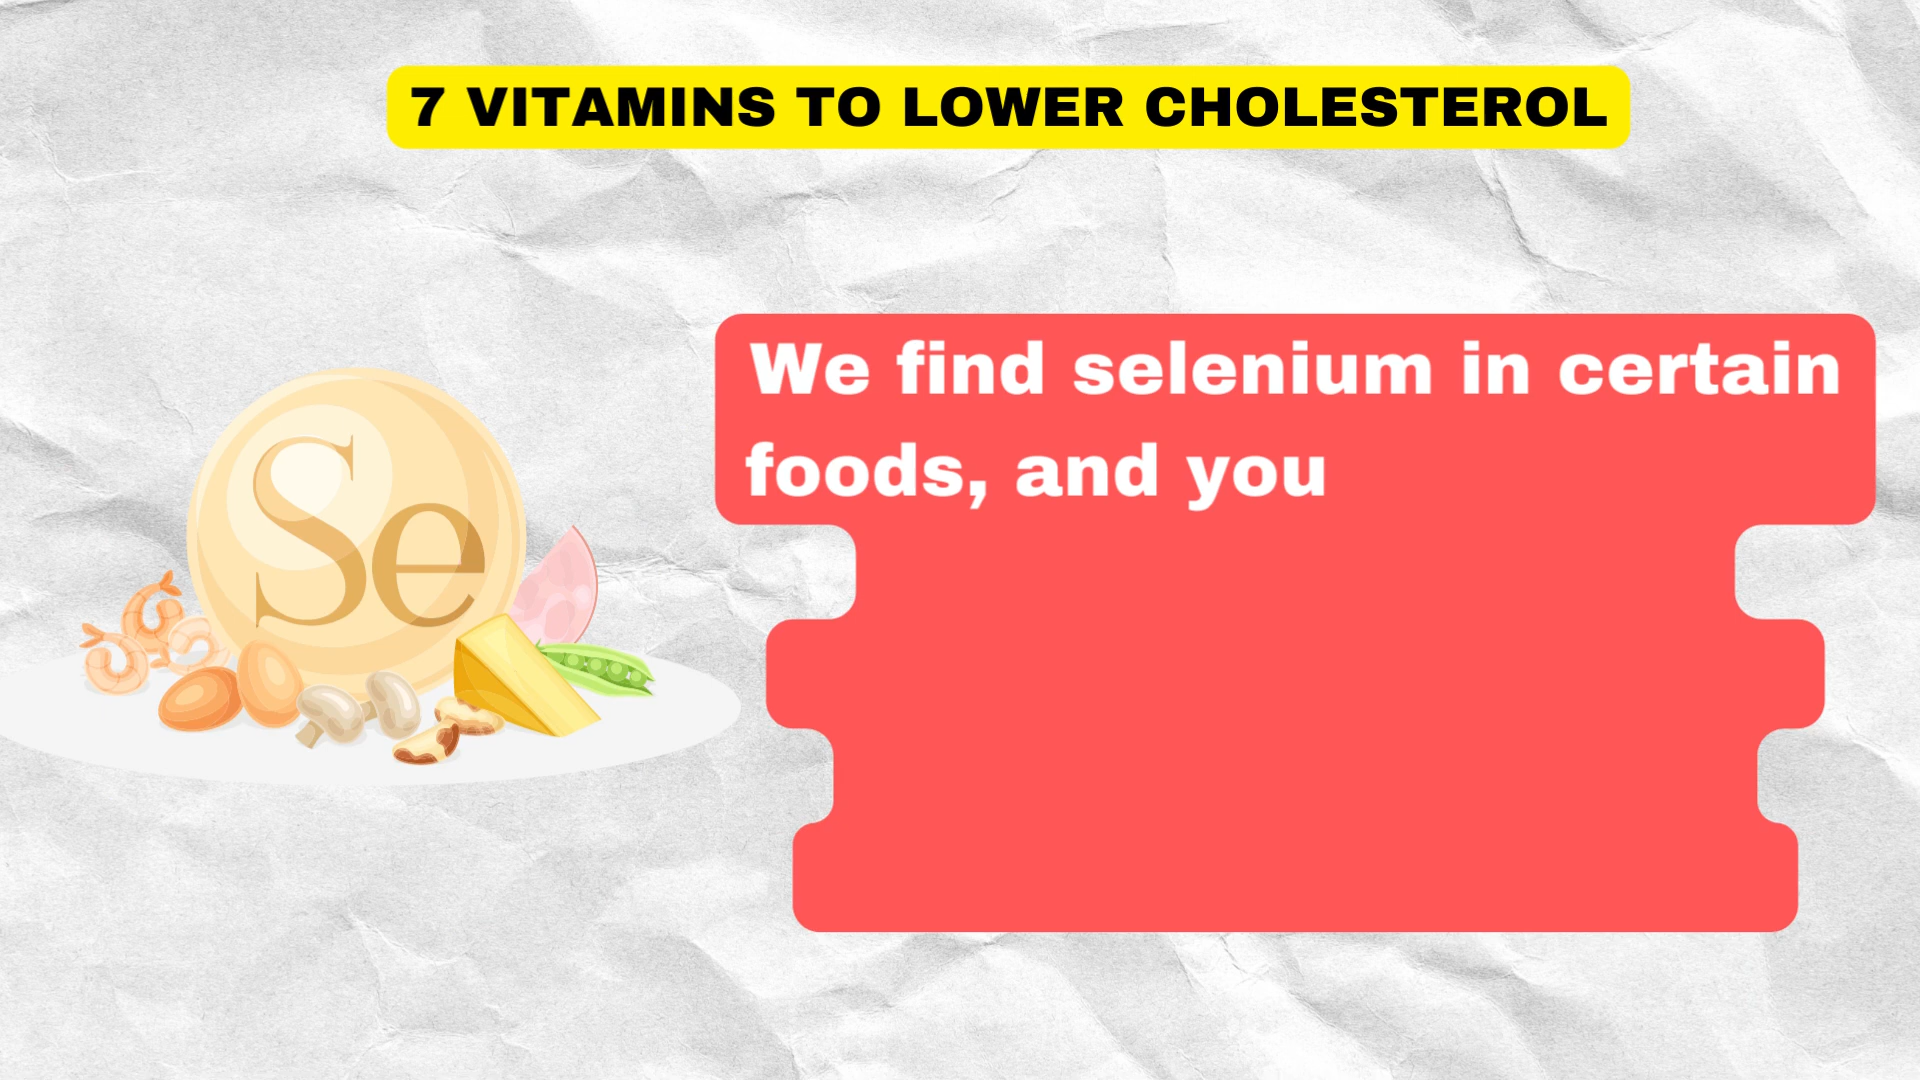 7 VITAMINS TO LOWER CHOLESTEROL
We find selenium in certain
foods, and you
Se